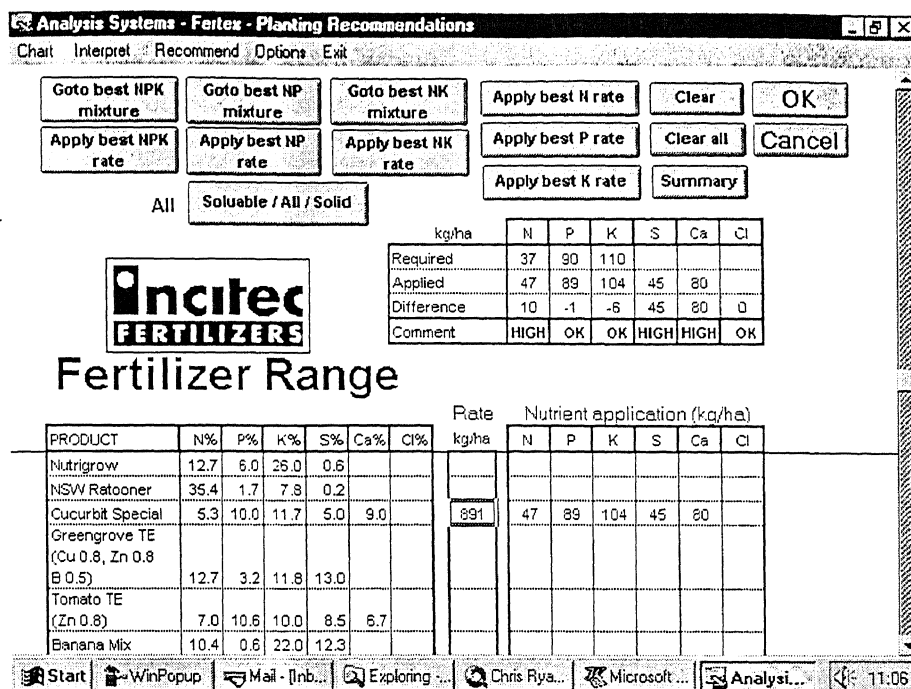 Analysis Systems - Fertex - Planting Recommendations
Chart Interpret Recommend Options Exit
Goto best NPK mixture Goto best NP mixture Goto best NK mixture Apply best N rate Clear OK
Apply best NPK rate Apply best NP rate Apply best NK rate Apply best P rate Clear all Cancel
All Soluable / All / Solid Apply best K rate Summary
kg/ha N P K S Ca Cl
Required 37 90 110
Applied 47 89 104 45 80
Difference 10 -1 -6 45 80 0
Comment HIGH OK OK HIGH HIGH OK
Incitec
FERTILIZERS
Fertilizer Range
Rate Nutrient application (kg/ha)
PRODUCT N% P% K% S% Ca% Cl% kg/ha N P K S Ca Cl
Nutrigrow 12.7 6.0 26.0 0.6
NSW Ratooner 35.4 1.7 7.8 0.2
Cucurbit Special 5.3 10.0 11.7 5.0 9.0 891 47 89 104 45 80
Greengrove TE
(Cu 0.8, Zn 0.8
B 0.5) 12.7 3.2 11.8 13.0
Tomato TE
(Zn 0.8) 7.0 10.6 10.0 8.5 6.7
Banana Mix 10.4 0.6 22.0 12.3
Start WinPopup Mail - [Inb... Exploring -... Chris Rya... Microsoft ... Analysi... 11:06